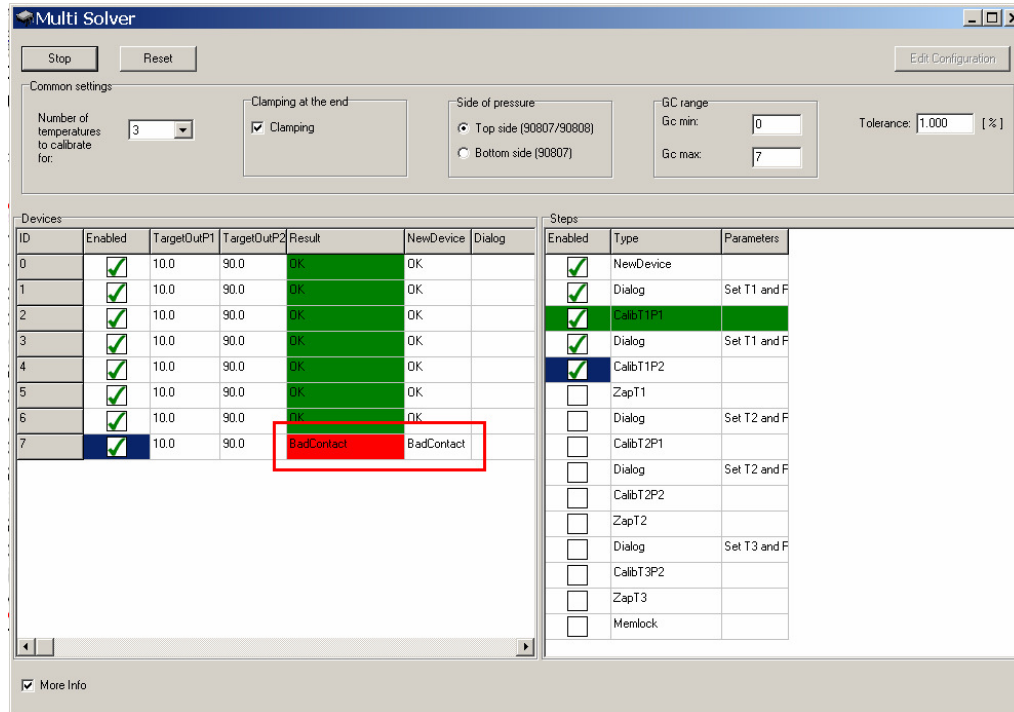 Multi Solver
Stop Reset Edit Configuration
Common settings
Number of
temperatures
to calibrate
for:
3
Clamping at the end
Clamping
Side of pressure
Top side (90807/90808)
Bottom side (90807)
GC range
Gc min: 0
Gc max: 7
Tolerance: 1.000 [ % ]
Devices
ID Enabled TargetOutP1 TargetOutP2 Result NewDevice Dialog
0 10.0 90.0 OK OK
1 10.0 90.0 OK OK
2 10.0 90.0 OK OK
3 10.0 90.0 OK OK
4 10.0 90.0 OK OK
5 10.0 90.0 OK OK
6 10.0 90.0 OK OK
7 10.0 90.0 BadContact BadContact
Steps
Enabled Type Parameters
NewDevice
Dialog Set T1 and
CalibT1P1
Dialog Set T1 and
CalibT1P2
ZapT1
Dialog Set T2 and
CalibT2P1
Dialog Set T2 and
CalibT2P2
ZapT2
Dialog Set T3 and
CalibT3P2
ZapT3
Memlock
More Info